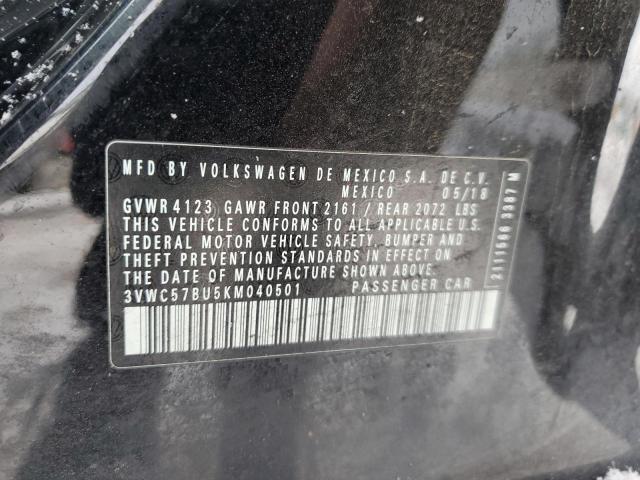 MFD BY VOLKSWAGEN DE MEXICO S.A. DE C.V.
MEXICO 05/18
GVWR 4123 GAWR FRONT 2161 / REAR 2072 LBS
THIS VEHICLE CONFORMS TO ALL APPLICABLE U.S.
FEDERAL MOTOR VEHICLE SAFETY, BUMPER AND
THEFT PREVENTION STANDARDS IN EFFECT ON
THE DATE OF MANUFACTURE SHOWN ABOVE.
3VWC57BU5KM040501 PASSENGER CAR